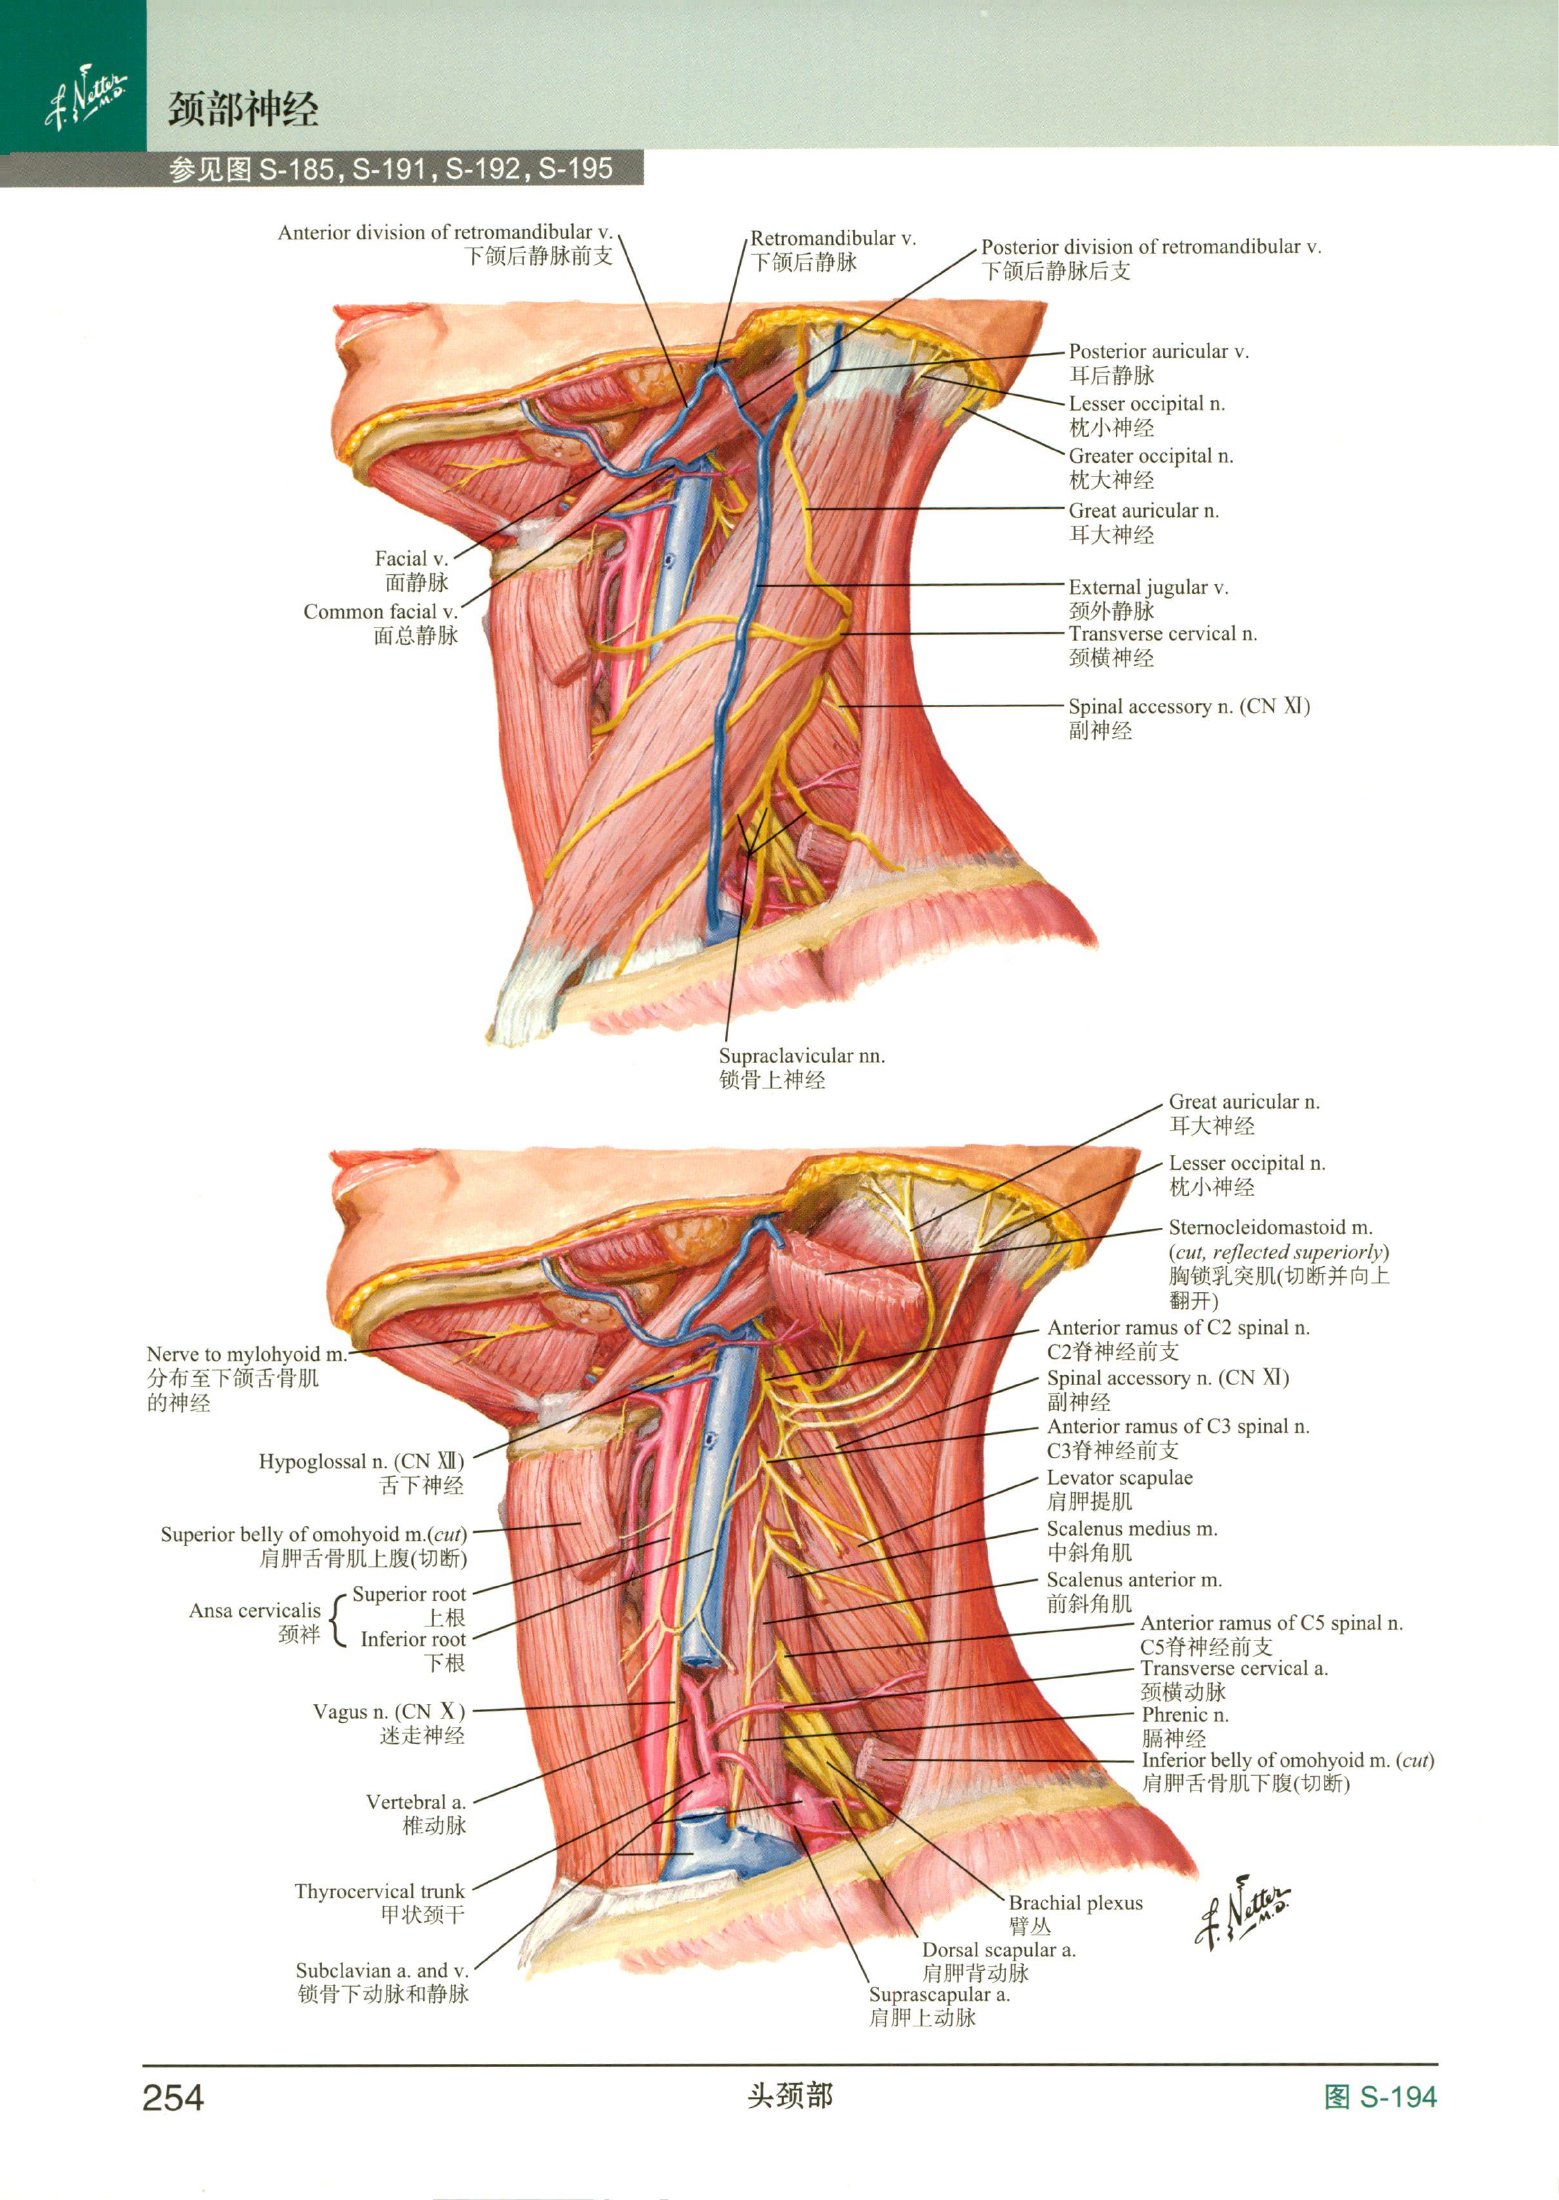 F. Netter M.D.
颈部神经
参见图 S-185, S-191, S-192, S-195
Anterior division of retromandibular v.
下颌后静脉前支
Retromandibular v.
下颌后静脉
Posterior division of retromandibular v.
下颌后静脉后支
Posterior auricular v.
耳后静脉
Lesser occipital n.
枕小神经
Greater occipital n.
枕大神经
Great auricular n.
耳大神经
Facial v.
面静脉
Common facial v.
面总静脉
External jugular v.
颈外静脉
Transverse cervical n.
颈横神经
Spinal accessory n. (CN Ⅺ)
副神经
Supraclavicular nn.
锁骨上神经
Great auricular n.
耳大神经
Lesser occipital n.
枕小神经
Sternocleidomastoid m.
(cut, reflected superiorly)
胸锁乳突肌(切断并向上
翻开)
Nerve to mylohyoid m.
分布至下颌舌骨肌
的神经
Hypoglossal n. (CN Ⅻ)
舌下神经
Superior belly of omohyoid m.(cut)
肩胛舌骨肌上腹(切断)
Ansa cervicalis
颈袢
Superior root
上根
Inferior root
下根
Vagus n. (CN Ⅹ)
迷走神经
Vertebral a.
椎动脉
Thyrocervical trunk
甲状颈干
Subclavian a. and v.
锁骨下动脉和静脉
Anterior ramus of C2 spinal n.
C2脊神经前支
Spinal accessory n. (CN Ⅺ)
副神经
Anterior ramus of C3 spinal n.
C3脊神经前支
Levator scapulae
肩胛提肌
Scalenus medius m.
中斜角肌
Scalenus anterior m.
前斜角肌
Anterior ramus of C5 spinal n.
C5脊神经前支
Transverse cervical a.
颈横动脉
Phrenic n.
膈神经
Inferior belly of omohyoid m. (cut)
肩胛舌骨肌下腹(切断)
Brachial plexus
臂丛
Dorsal scapular a.
肩胛背动脉
Suprascapular a.
肩胛上动脉
F. Netter M.D.
254
头颈部
图 S-194